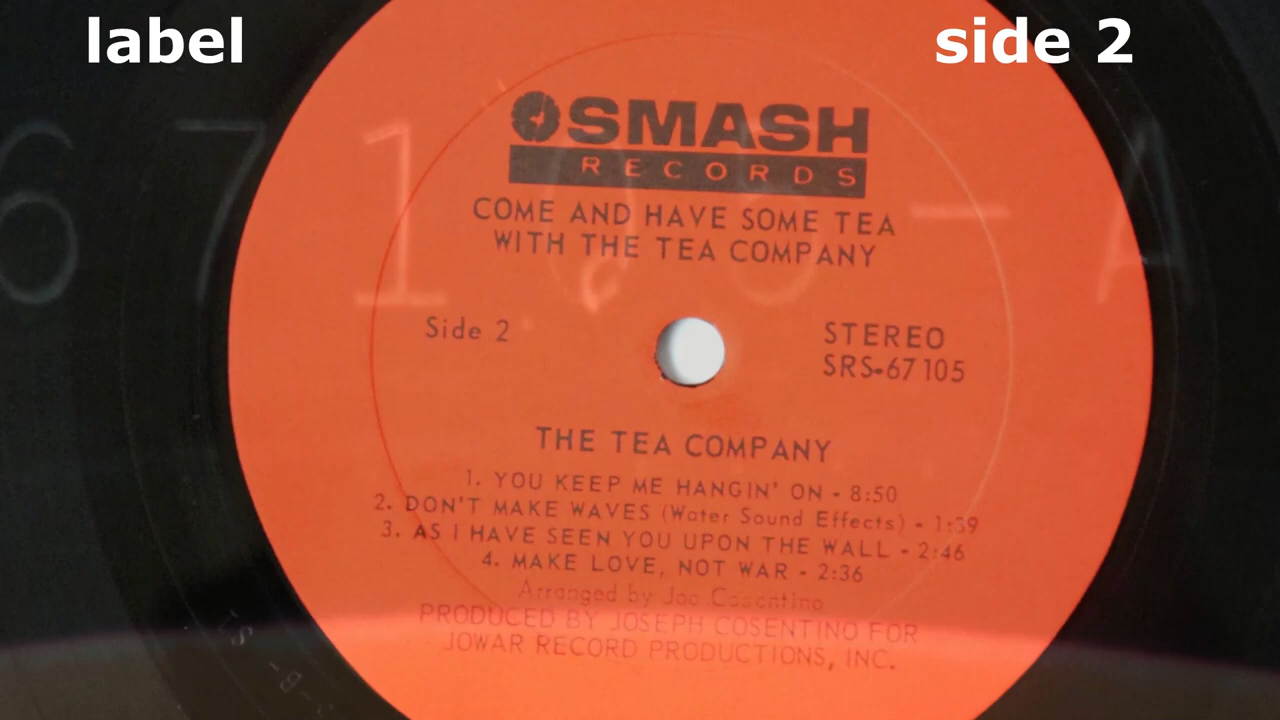 label
side 2
SMASH
RECORDS
COME AND HAVE SOME TEA
WITH THE TEA COMPANY
Side 2
STEREO
SRS-67105
THE TEA COMPANY
1. YOU KEEP ME HANGIN' ON - 8:50
2. DON'T MAKE WAVES (Water Sound Effects) - 1:39
3. AS I HAVE SEEN YOU UPON THE WALL - 2:46
4. MAKE LOVE, NOT WAR - 2:36
Arranged by Joe Cosentino
PRODUCED BY JOSEPH COSENTINO FOR
JOWAR RECORD PRODUCTIONS, INC.